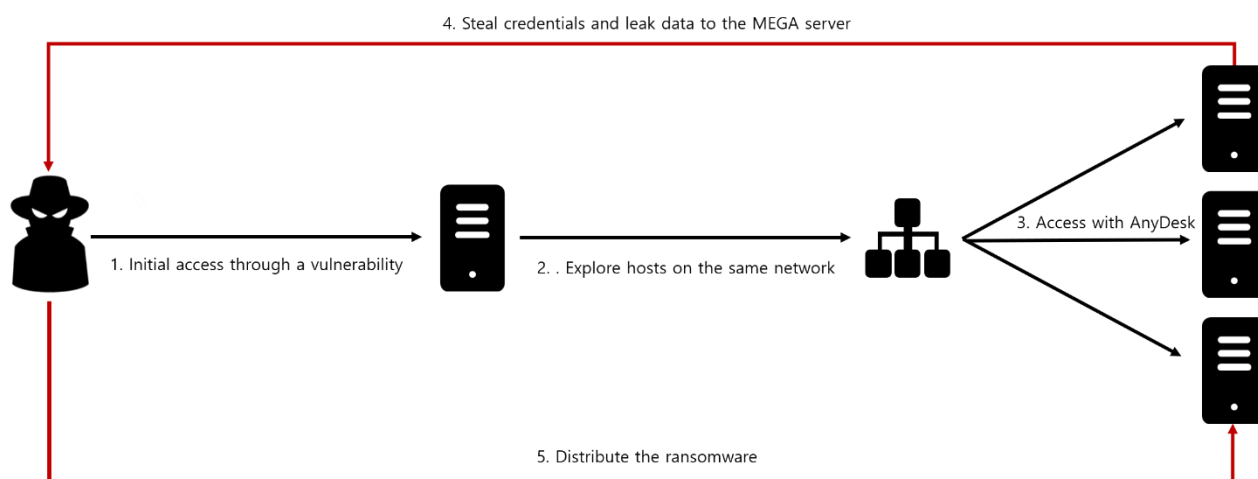 4. Steal credentials and leak data to the MEGA server
3. Access with AnyDesk
1. Initial access through a vulnerability
2. . Explore hosts on the same network
5. Distribute the ransomware